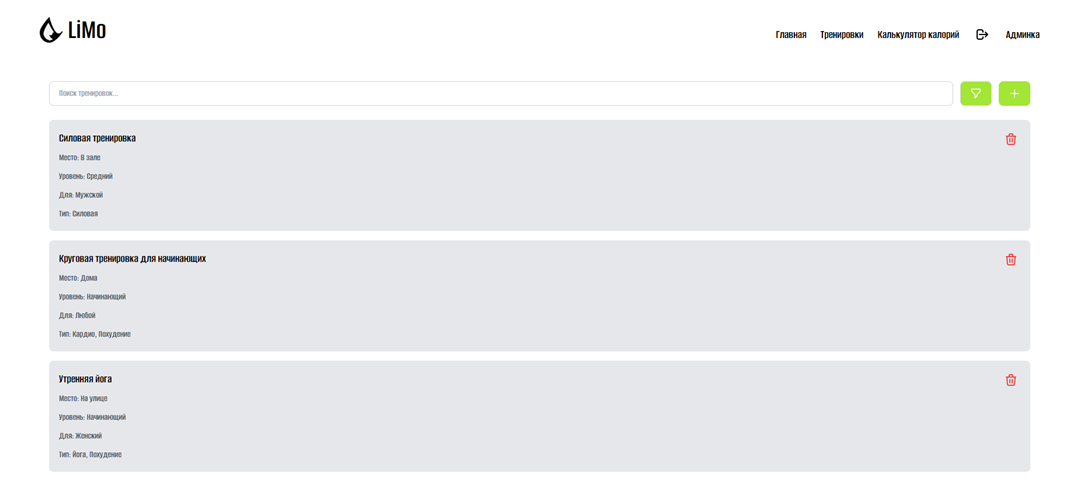 LiMo
Главная Тренировки Калькулятор калорий Админка
Поиск тренировок...
Силовая тренировка
Место: В зале
Уровень: Средний
Для: Мужской
Тип: Силовая
Круговая тренировка для начинающих
Место: Дома
Уровень: Начинающий
Для: Любой
Тип: Кардио, Похудение
Утренняя йога
Место: На улице
Уровень: Начинающий
Для: Женский
Тип: Йога, Похудение